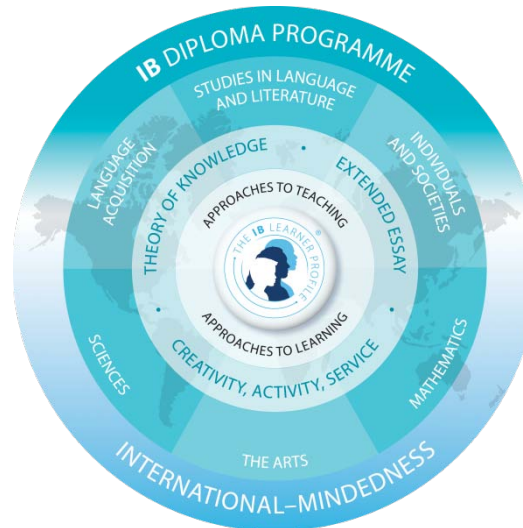 IB DIPLOMA PROGRAMME
STUDIES IN LANGUAGE
AND LITERATURE
LANGUAGE
ACQUISITION
INDIVIDUALS
AND SOCIETIES
THEORY OF KNOWLEDGE
EXTENDED ESSAY
APPROACHES TO TEACHING
THE IB LEARNER PROFILE
®
APPROACHES TO LEARNING
CREATIVITY, ACTIVITY, SERVICE
SCIENCES
MATHEMATICS
THE ARTS
INTERNATIONAL–MINDEDNESS